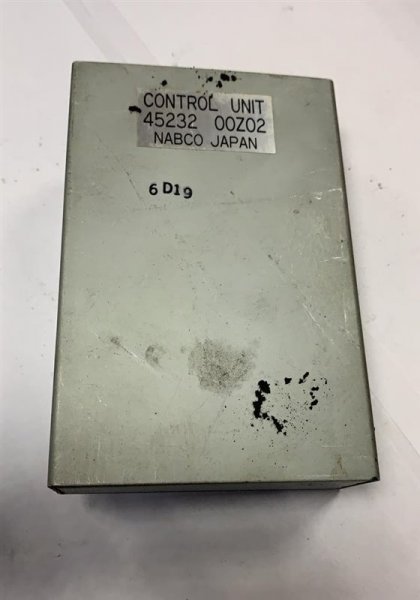 CONTROL UNIT
45232 00Z02
NABCO JAPAN
6D19